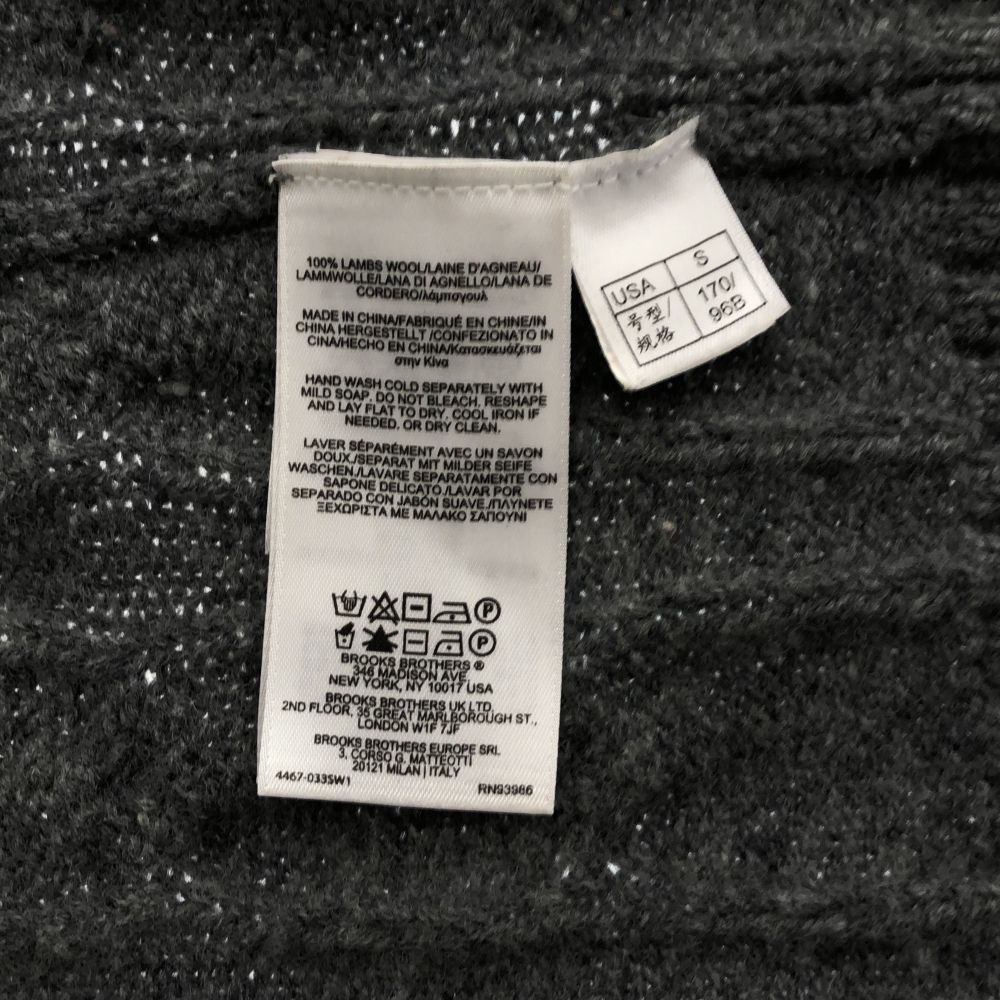 100% LAMBS WOOL/LAINE D'AGNEAU/
LAMMWOLLE/LANA DI AGNELLO/LANA DE
CORDERO/λάμπσγουλ
MADE IN CHINA/FABRIQUÉ EN CHINE/IN
CHINA HERGESTELLT /CONFEZIONATO IN
CINA/HECHO EN CHINA/Κατασκευάζεται
στην Κίνα
HAND WASH COLD SEPARATELY WITH
MILD SOAP. DO NOT BLEACH. RESHAPE
AND LAY FLAT TO DRY. COOL IRON IF
NEEDED. OR DRY CLEAN.
LAVER SÉPARÉMENT AVEC UN SAVON
DOUX./SEPARAT MIT MILDER SEIFE
WASCHEN./LAVARE SEPARATAMENTE CON
SAPONE DELICATO./LAVAR POR
SEPARADO CON JABÓN SUAVE./ΠΛΥΝΕΤΕ
ΞΕΧΩΡΙΣΤΑ ΜΕ ΜΑΛΑΚΟ ΣΑΠΟΥΝΙ
P
P
BROOKS BROTHERS ®
346 MADISON AVE.
NEW YORK, NY 10017 USA
BROOKS BROTHERS UK LTD.
2ND FLOOR, 35 GREAT MARLBOROUGH ST.,
LONDON W1F 7JF
BROOKS BROTHERS EUROPE SRL
3, CORSO G. MATTEOTTI
20121 MILAN | ITALY
4467-033SW1 RN93986
USA S
号型/ 170/
规格 96B